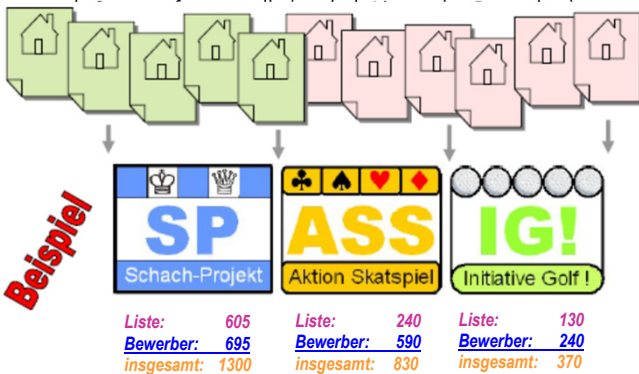 Beispiel
SP
Schach-Projekt
ASS
Aktion Skatspiel
IG!
Initiative Golf !
Liste: 605
Bewerber: 695
insgesamt: 1300
Liste: 240
Bewerber: 590
insgesamt: 830
Liste: 130
Bewerber: 240
insgesamt: 370